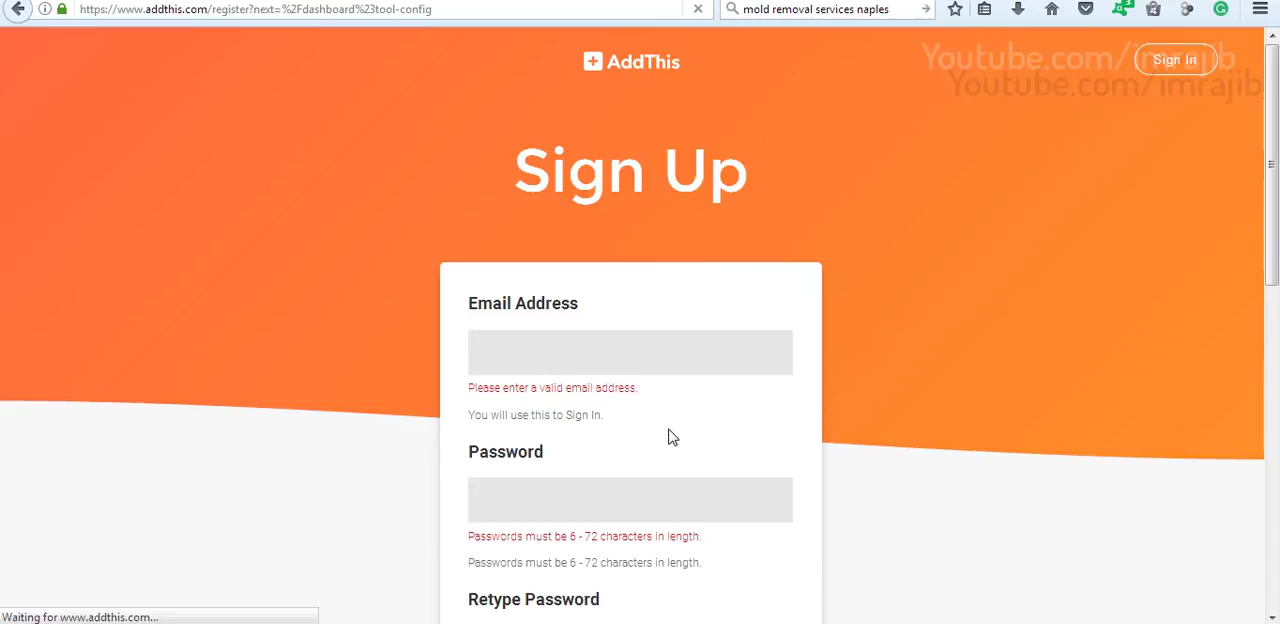 https://www.addthis.com/register?next=%2Fdashboard%23tool-config
mold removal services naples
3
AddThis
Youtube.com/imrajib
Sign In
Youtube.com/imrajib
Sign Up
Email Address
Please enter a valid email address.
You will use this to Sign In.
Password
Passwords must be 6 - 72 characters in length.
Passwords must be 6 - 72 characters in length.
Retype Password
Waiting for www.addthis.com...